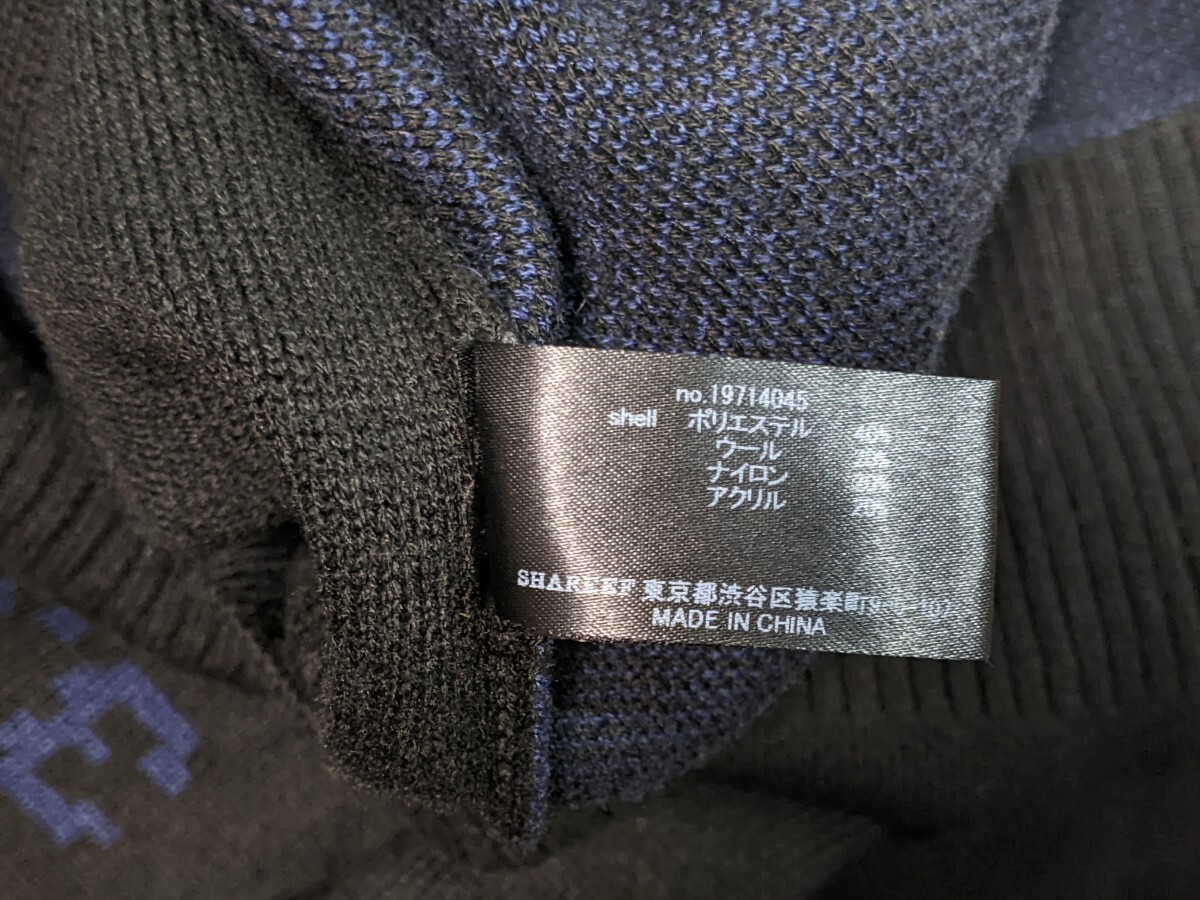 no.19714045
shell ポリエステル
ウール
ナイロン
アクリル
SHAREEF 東京都渋谷区猿楽町
MADE IN CHINA